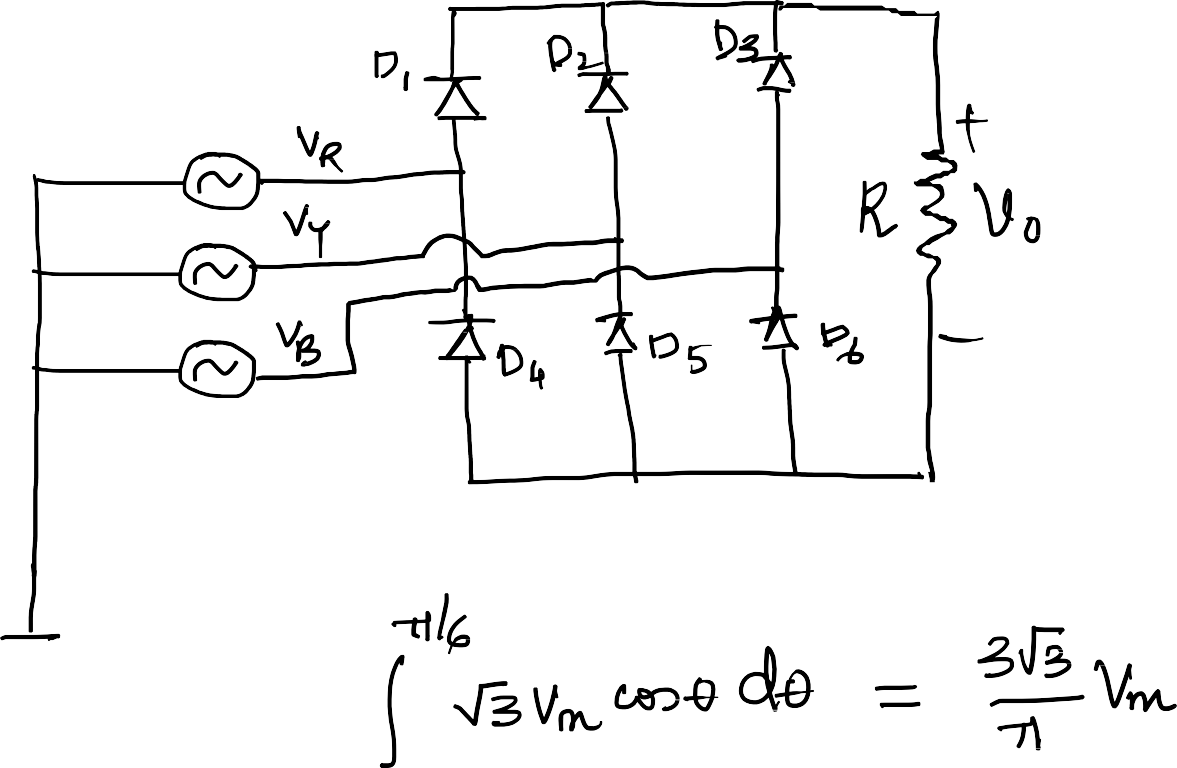 D1 D2 D3
VR
VY
VB
D4 D5 D6
R + V0 −
∫^{π/6} √3 Vm cosθ dθ = 3√3/π Vm